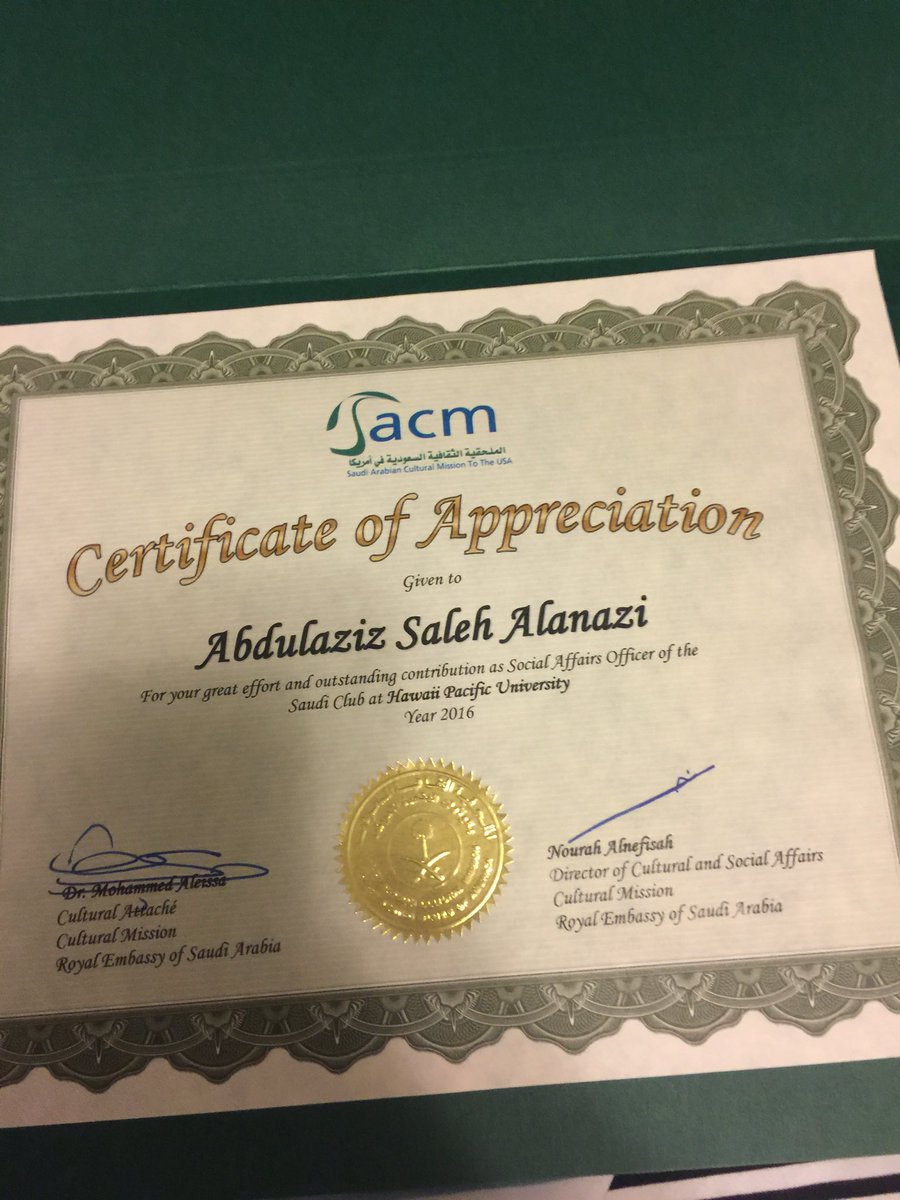 Sacm
الملحقية الثقافية السعودية في أمريكا
Saudi Arabian Cultural Mission To The USA
Certificate of Appreciation
Given to
Abdulaziz Saleh Alanazi
For your great effort and outstanding contribution as Social Affairs Officer of the
Saudi Club at Hawaii Pacific University
Year 2016
Dr. Mohammed Aleissa
Cultural Attaché
Cultural Mission
Royal Embassy of Saudi Arabia
Nourah Alnefisah
Director of Cultural and Social Affairs
Cultural Mission
Royal Embassy of Saudi Arabia